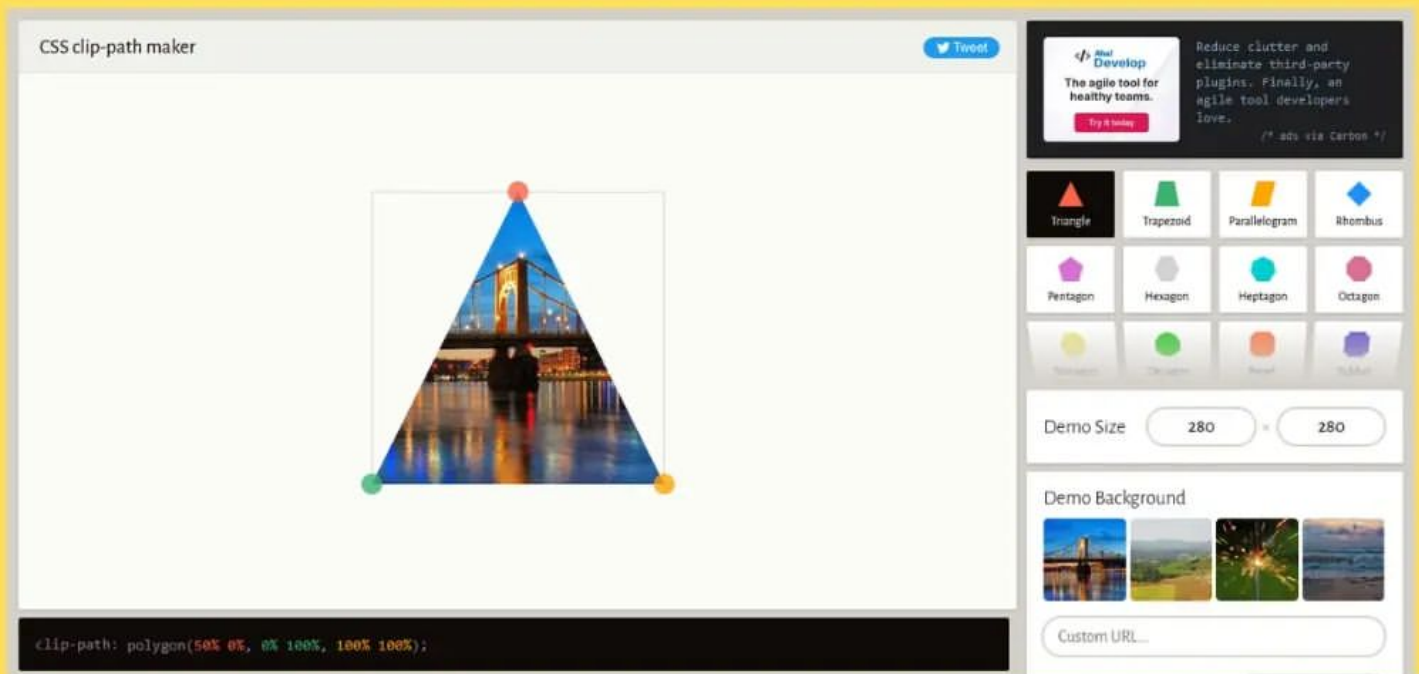 CSS clip-path maker
Tweet
</> Aha!
Develop
The agile tool for
healthy teams.
Try it today
Reduce clutter and
eliminate third-party
plugins. Finally, an
agile tool developers
love.
/* ads via Carbon */
Triangle
Trapezoid
Parallelogram
Rhombus
Pentagon
Hexagon
Heptagon
Octagon
Demo Size
280
×
280
Demo Background
Custom URL...
clip-path: polygon(50% 0%, 0% 100%, 100% 100%);